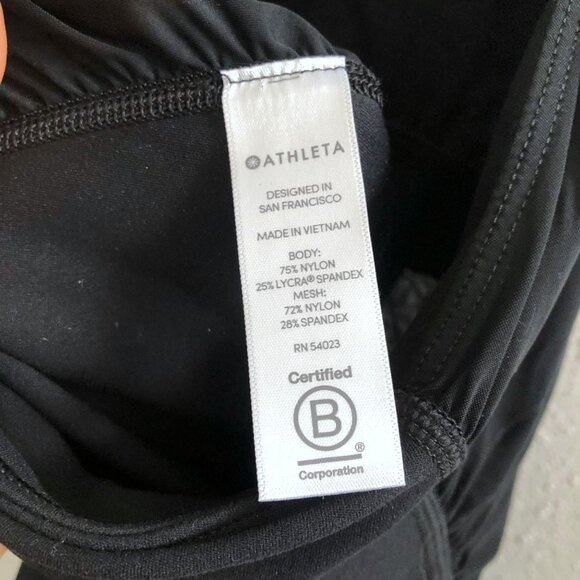 ATHLETA
DESIGNED IN
SAN FRANCISCO
MADE IN VIETNAM
BODY:
75% NYLON
25% LYCRA® SPANDEX
MESH:
72% NYLON
28% SPANDEX
RN 54023
Certified
B
®
Corporation